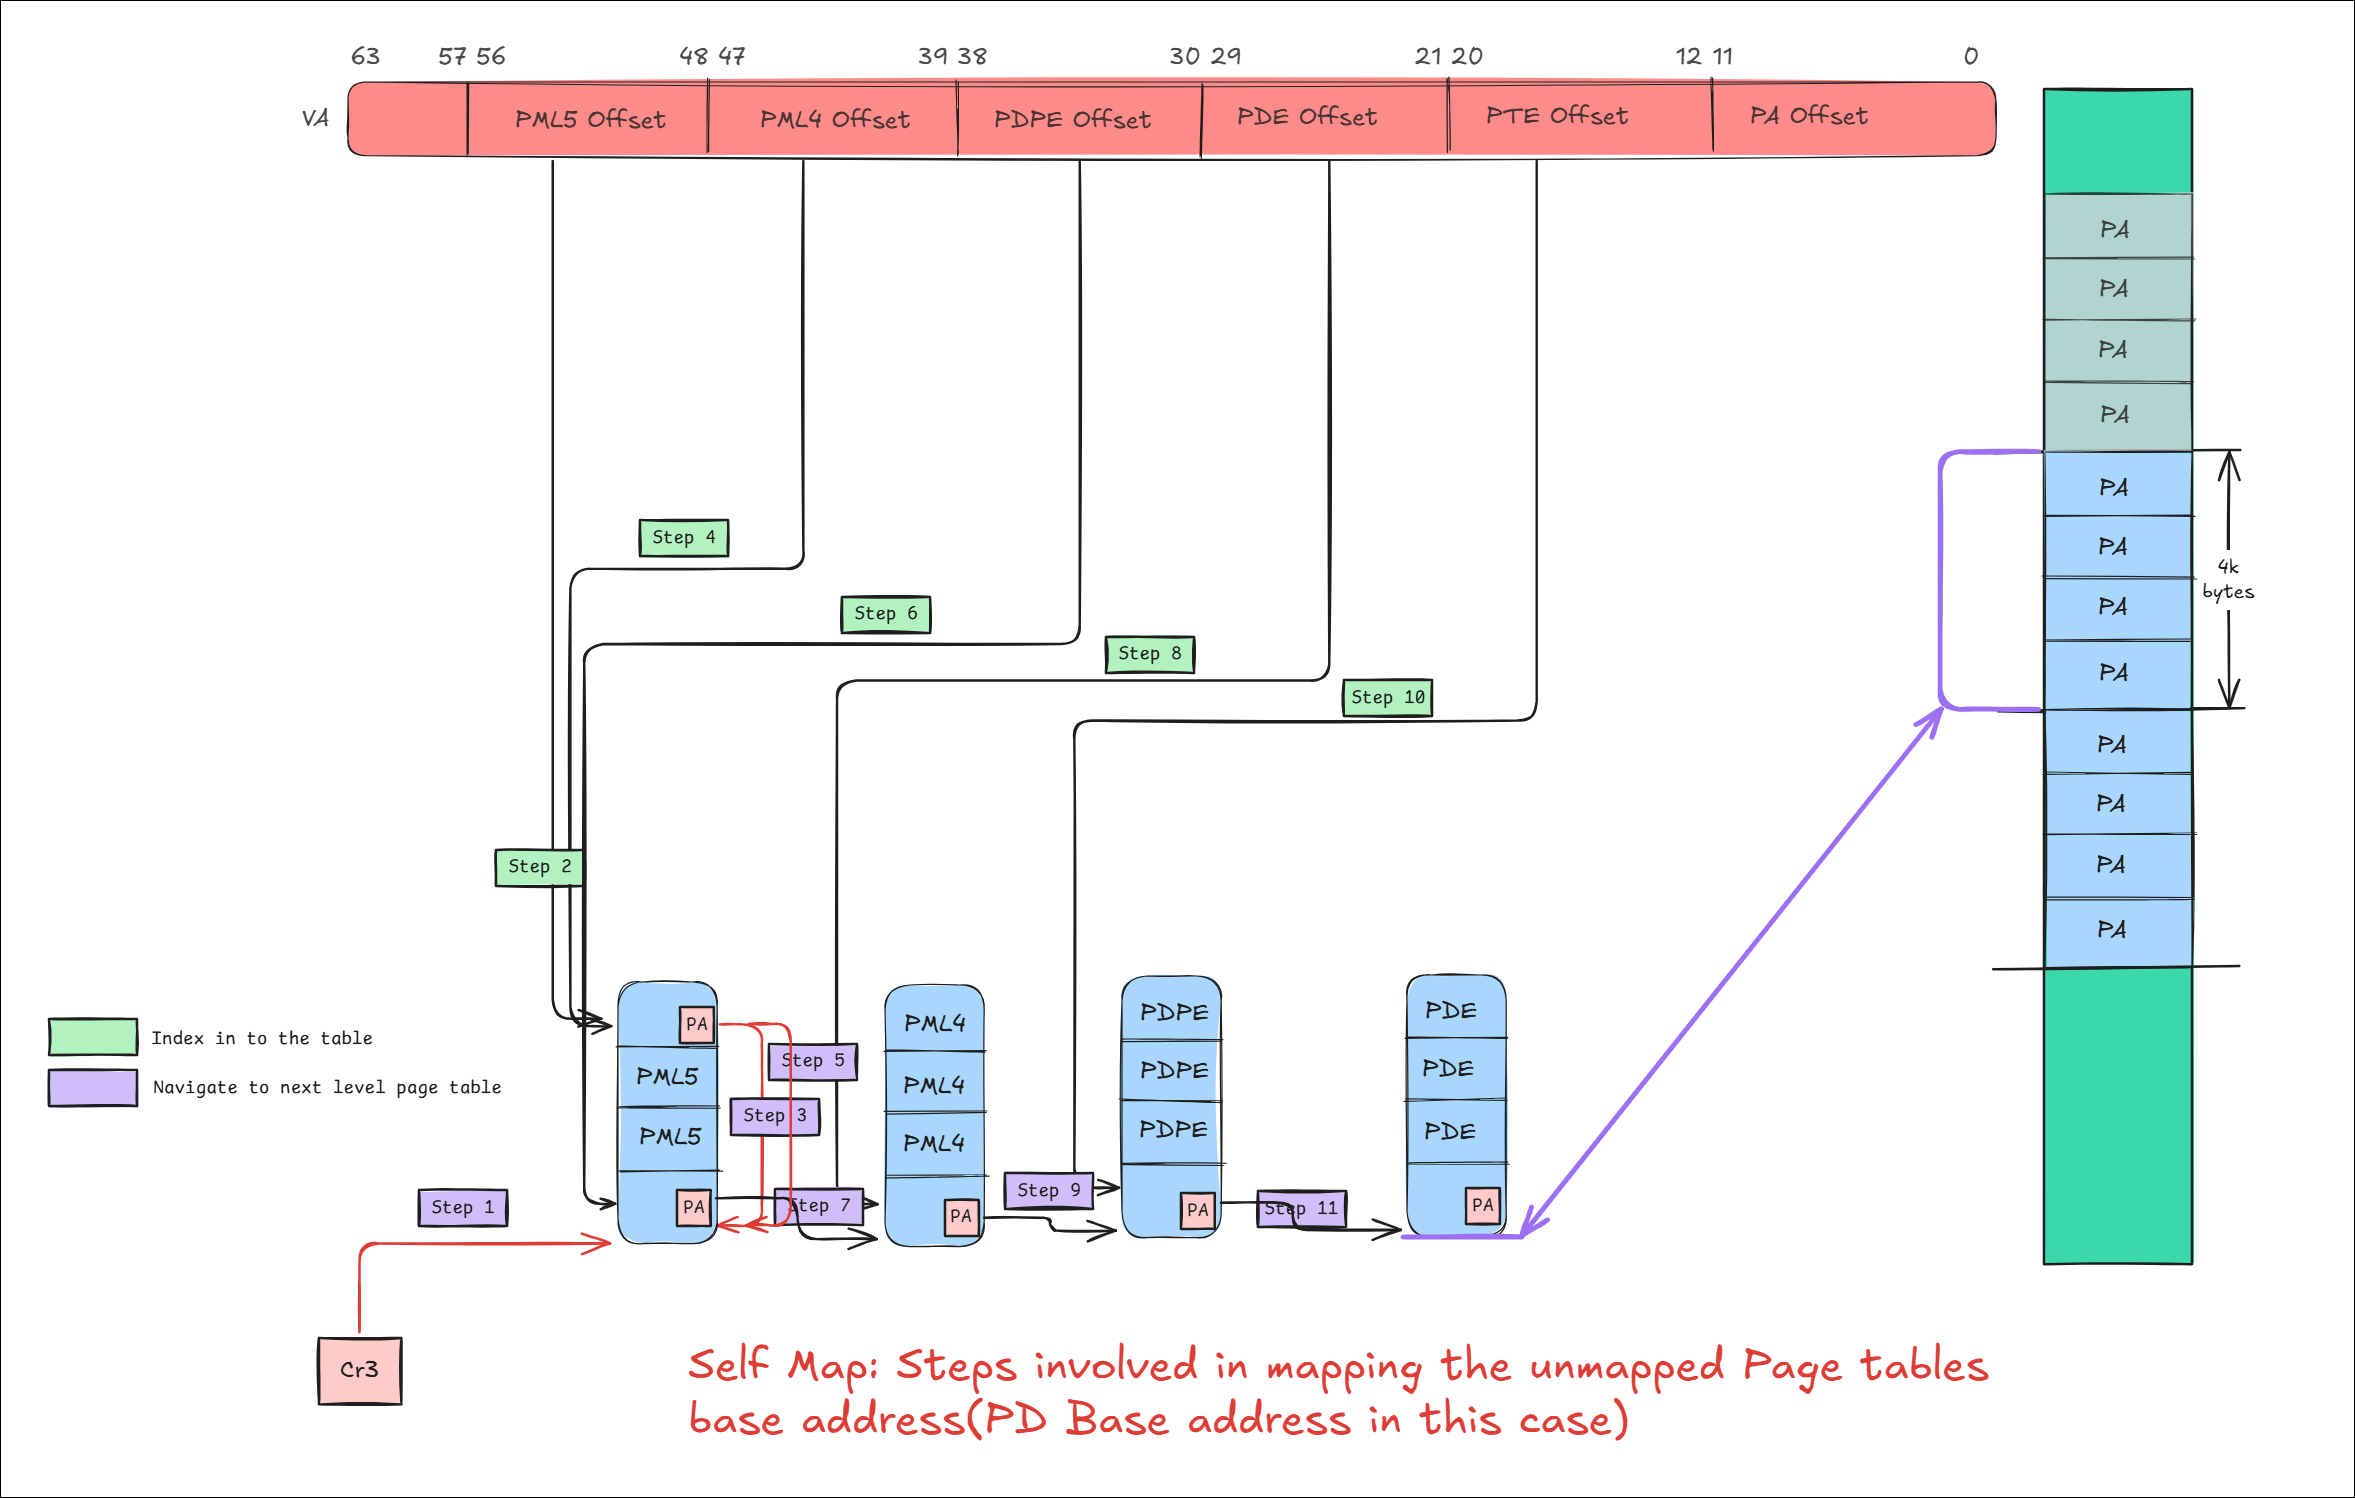 63 57 56 48 47 39 38 30 29 21 20 12 11 0
VA PML5 Offset PML4 Offset PDPE Offset PDE Offset PTE Offset PA Offset
PA
PA
PA
PA
PA
PA
PA
PA
4k
bytes
PA
PA
PA
PA
Step 4
Step 6
Step 8
Step 10
Step 2
Index in to the table
Navigate to next level page table
PA
PML5
PML5
PA
Step 5
Step 3
Step 1
Step 7
PML4
PML4
PML4
PA
Step 9
PDPE
PDPE
PDPE
PA
Step 11
PDE
PDE
PDE
PA
Cr3
Self Map: Steps involved in mapping the unmapped Page tables
base address(PD Base address in this case)